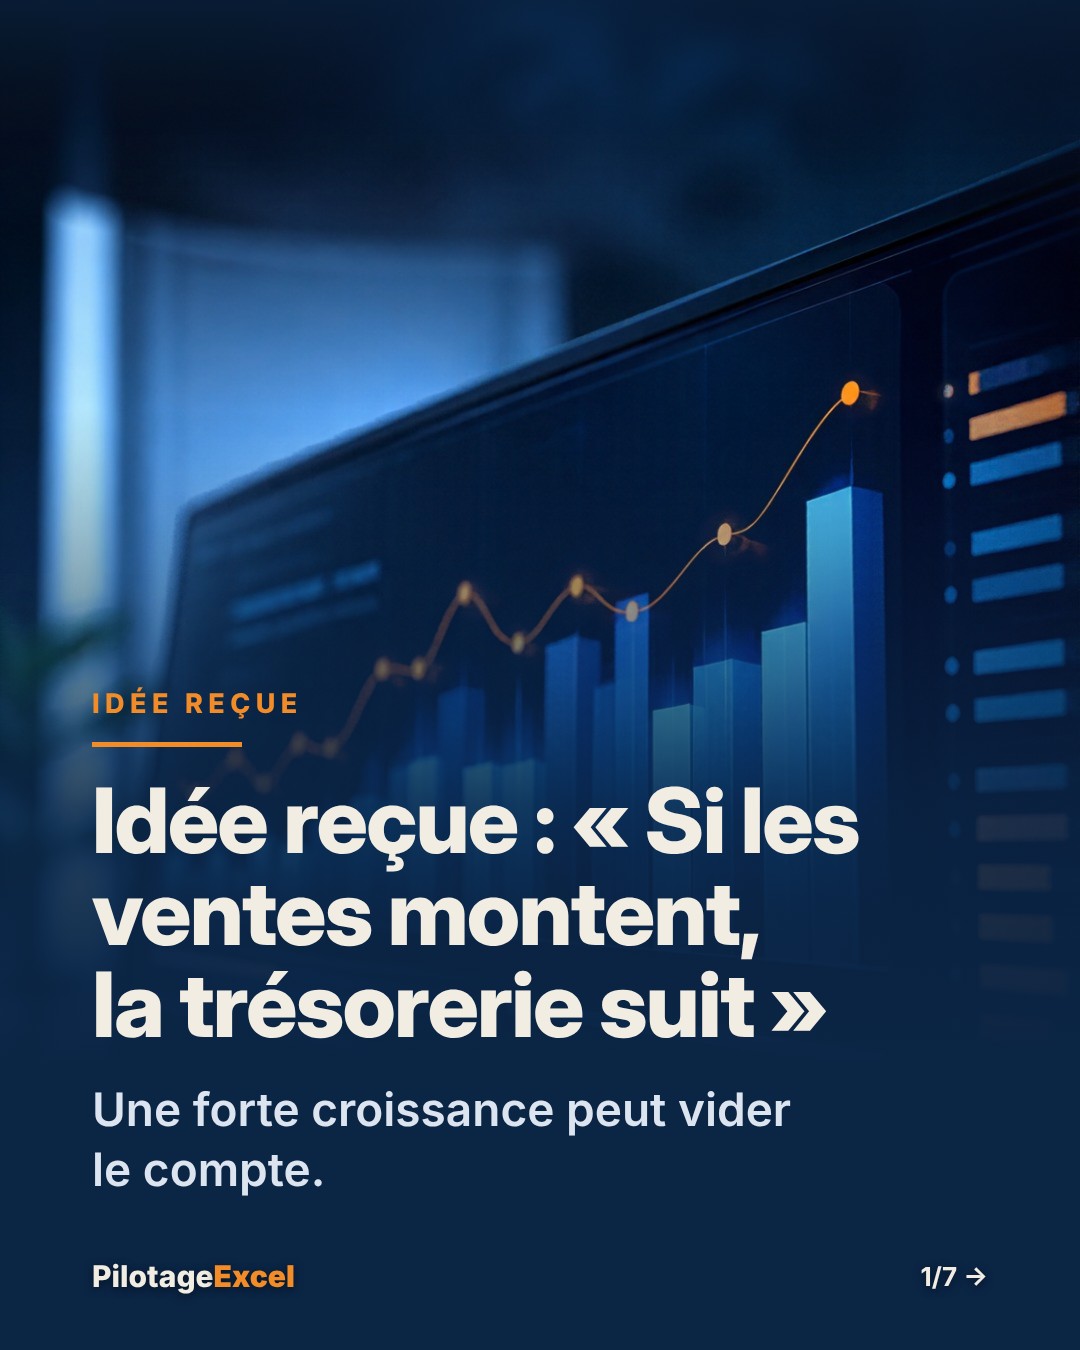 IDÉE REÇUE
Idée reçue : « Si les
ventes montent,
la trésorerie suit »
Une forte croissance peut vider
le compte.
PilotageExcel
1/7 →